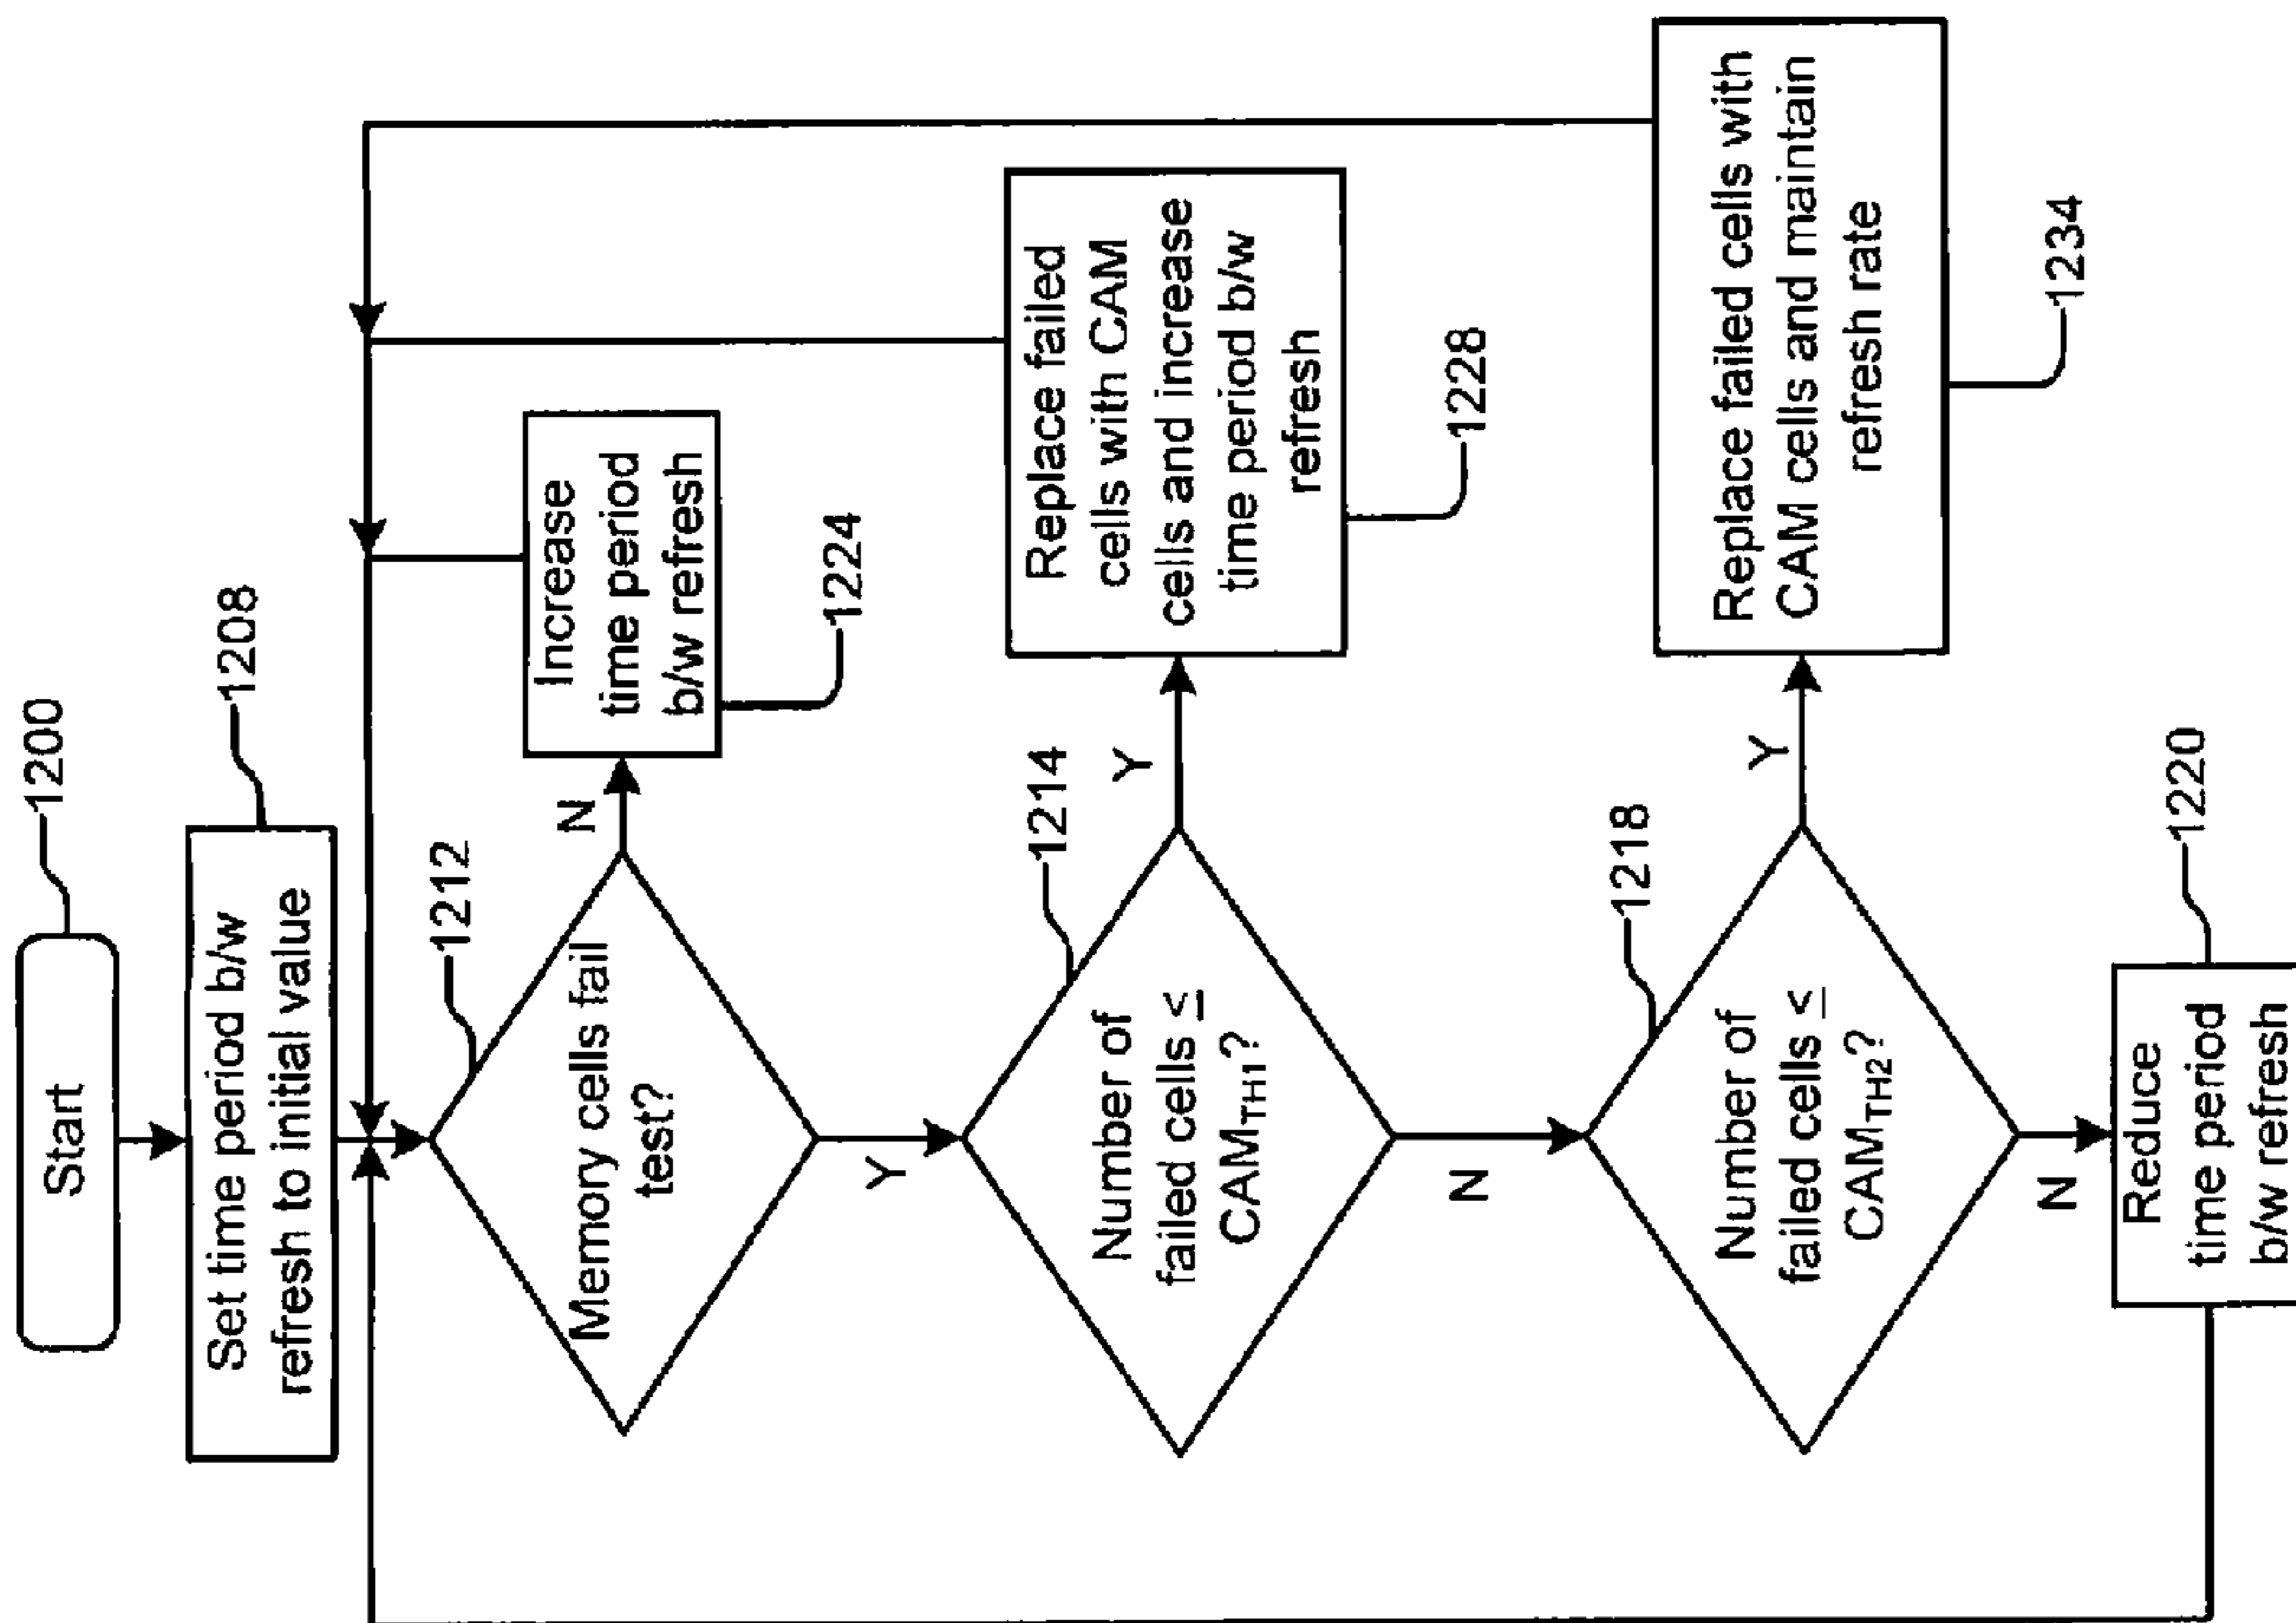 Start
1200
Set time period b/w
refresh to initial value
1208
Memory cells fail
test?
1212
N
Increase
time period
b/w refresh
1224
Y
Number of
failed cells ≤
CAM_TH1?
1214
Y
Replace failed
cells with CAM
cells and increase
time period b/w
refresh
1228
N
Number of
failed cells ≤
CAM_TH2?
1218
Y
Replace failed cells with
CAM cells and maintain
refresh rate
1234
N
Reduce
time period
b/w refresh
1220